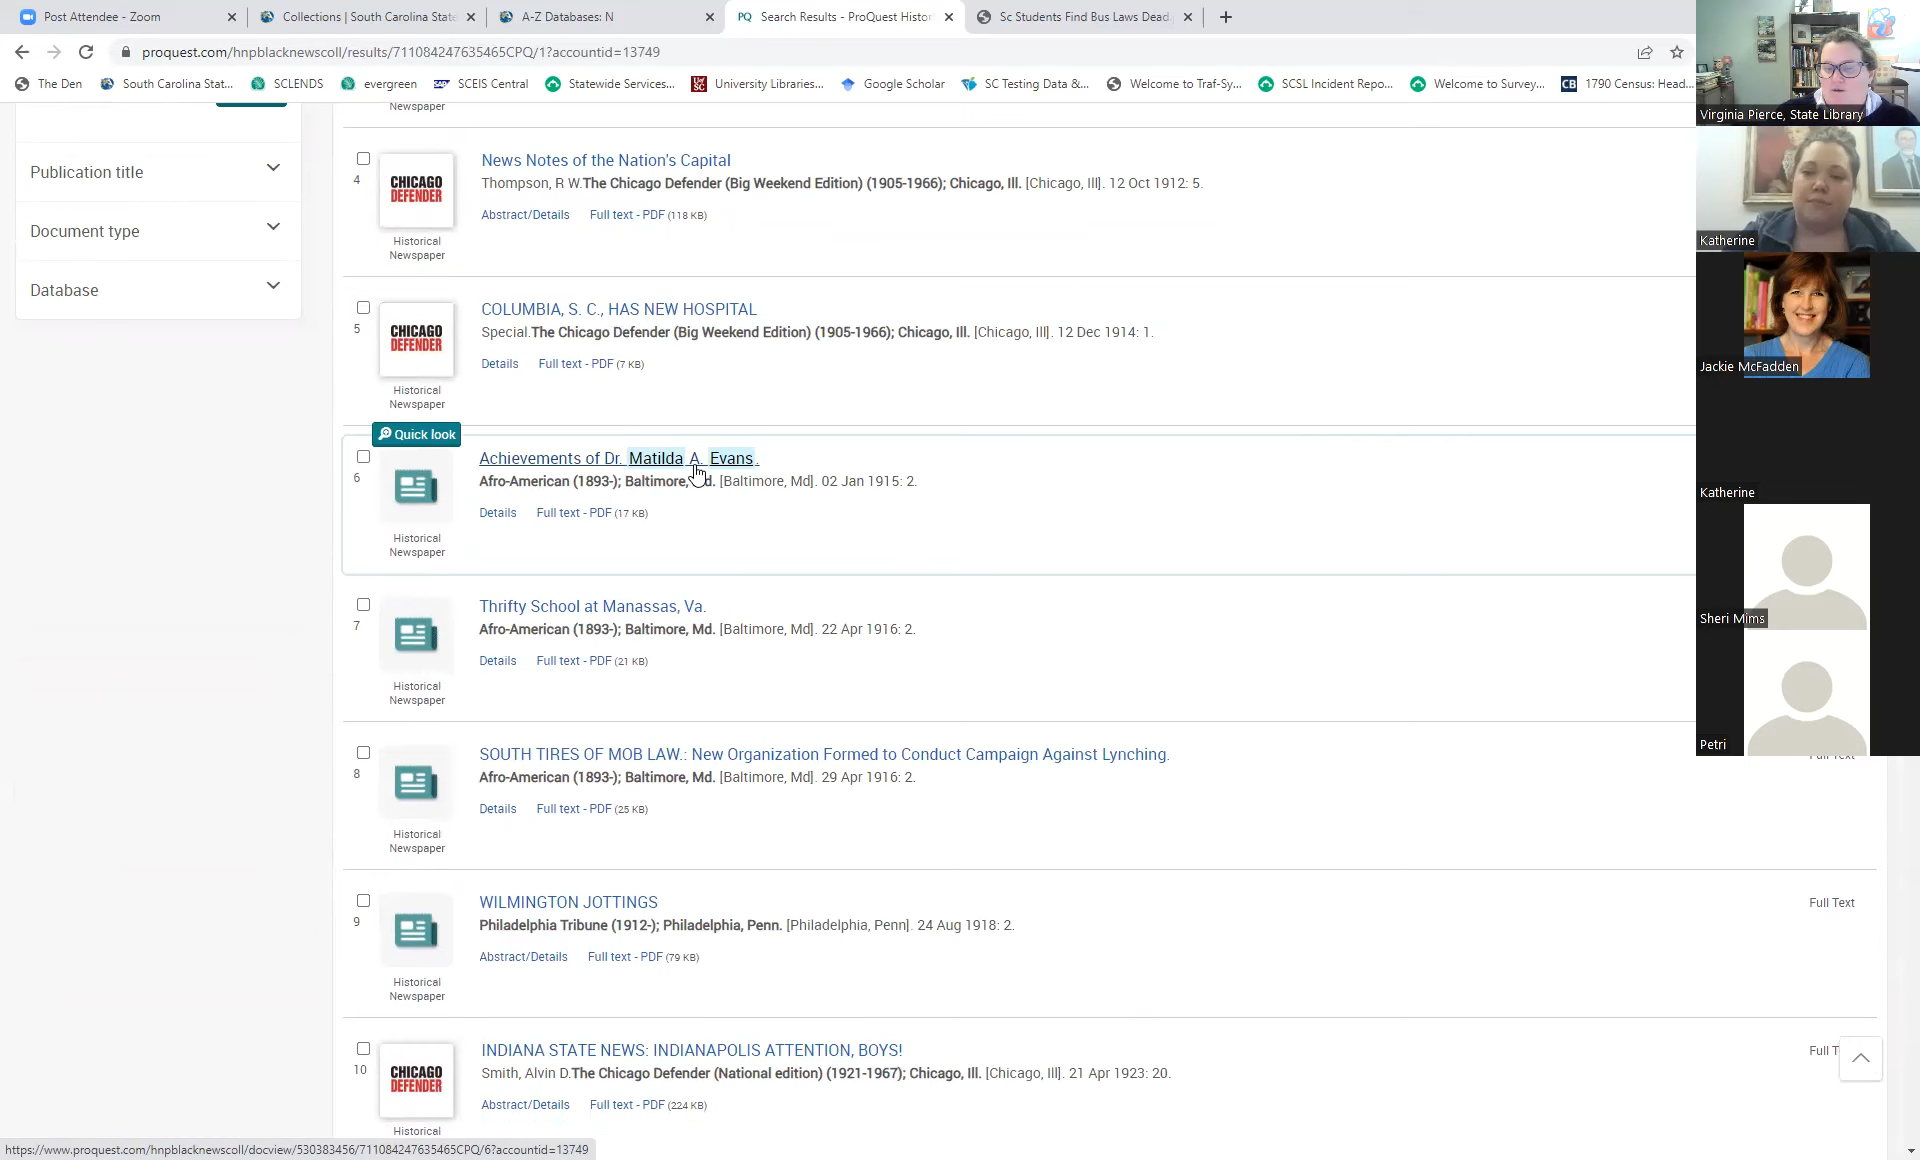 Post Attendee - Zoom
Collections | South Carolina State
A-Z Databases: N
PQ Search Results - ProQuest Histor
Sc Students Find Bus Laws Dead.
proquest.com/hnpblacknewscoll/results/711084247635465CPQ/1?accountid=13749
The Den
South Carolina Stat...
SCLENDS
evergreen
SCEIS Central
Statewide Services...
University Libraries...
Google Scholar
SC Testing Data &...
Welcome to Traf-Sy...
SCSL Incident Repo...
Welcome to Survey...
CB 1790 Census: Head...
Virginia Pierce, State Library
Katherine
Jackie McFadden
Katherine
Sheri Mims
Petri
Publication title
Document type
Database
Newspaper
4
CHICAGO
DEFENDER
Historical
Newspaper
News Notes of the Nation's Capital
Thompson, R W.The Chicago Defender (Big Weekend Edition) (1905-1966); Chicago, Ill. [Chicago, Ill]. 12 Oct 1912: 5.
Abstract/Details Full text - PDF (118 KB)
5
CHICAGO
DEFENDER
Historical
Newspaper
COLUMBIA, S. C., HAS NEW HOSPITAL
Special.The Chicago Defender (Big Weekend Edition) (1905-1966); Chicago, Ill. [Chicago, Ill]. 12 Dec 1914: 1.
Details Full text - PDF (7 KB)
Quick look
6
Historical
Newspaper
Achievements of Dr. Matilda A. Evans.
Afro-American (1893-); Baltimore, [Baltimore, Md]. 02 Jan 1915: 2.
Details Full text - PDF (17 KB)
7
Historical
Newspaper
Thrifty School at Manassas, Va.
Afro-American (1893-); Baltimore, Md. [Baltimore, Md]. 22 Apr 1916: 2.
Details Full text - PDF (21 KB)
8
Historical
Newspaper
SOUTH TIRES OF MOB LAW.: New Organization Formed to Conduct Campaign Against Lynching.
Afro-American (1893-); Baltimore, Md. [Baltimore, Md]. 29 Apr 1916: 2.
Details Full text - PDF (25 KB)
Full Text
9
Historical
Newspaper
WILMINGTON JOTTINGS
Philadelphia Tribune (1912-); Philadelphia, Penn. [Philadelphia, Penn]. 24 Aug 1918: 2.
Abstract/Details Full text - PDF (79 KB)
Full Text
10
CHICAGO
DEFENDER
Historical
INDIANA STATE NEWS: INDIANAPOLIS ATTENTION, BOYS!
Smith, Alvin D.The Chicago Defender (National edition) (1921-1967); Chicago, Ill. [Chicago, Ill]. 21 Apr 1923: 20.
Abstract/Details Full text - PDF (224 KB)
Full T
https://www.proquest.com/hnpblacknewscoll/docview/530383456/711084247635465CPQ/6?accountid=13749